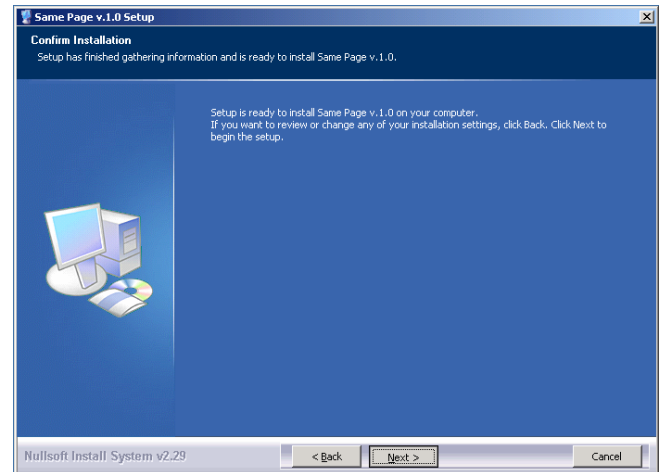 Same Page v.1.0 Setup
Confirm Installation
Setup has finished gathering information and is ready to install Same Page v.1.0.
Setup is ready to install Same Page v.1.0 on your computer.
If you want to review or change any of your installation settings, click Back. Click Next to
begin the setup.
Nullsoft Install System v2.29
< Back
Next >
Cancel